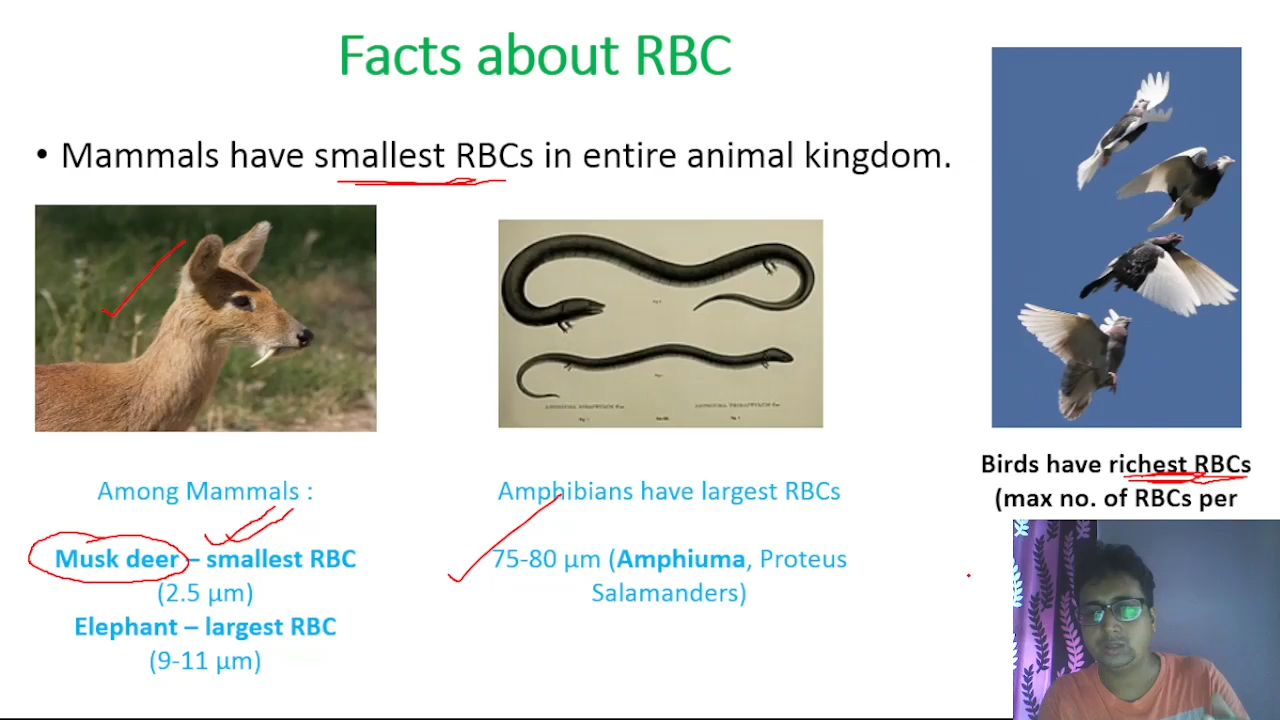 Facts about RBC
• Mammals have smallest RBCs in entire animal kingdom.
Among Mammals :
Musk deer – smallest RBC
(2.5 µm)
Elephant – largest RBC
(9-11 µm)
Amphibians have largest RBCs
75-80 µm (Amphiuma, Proteus
Salamanders)
Birds have richest RBCs
(max no. of RBCs per